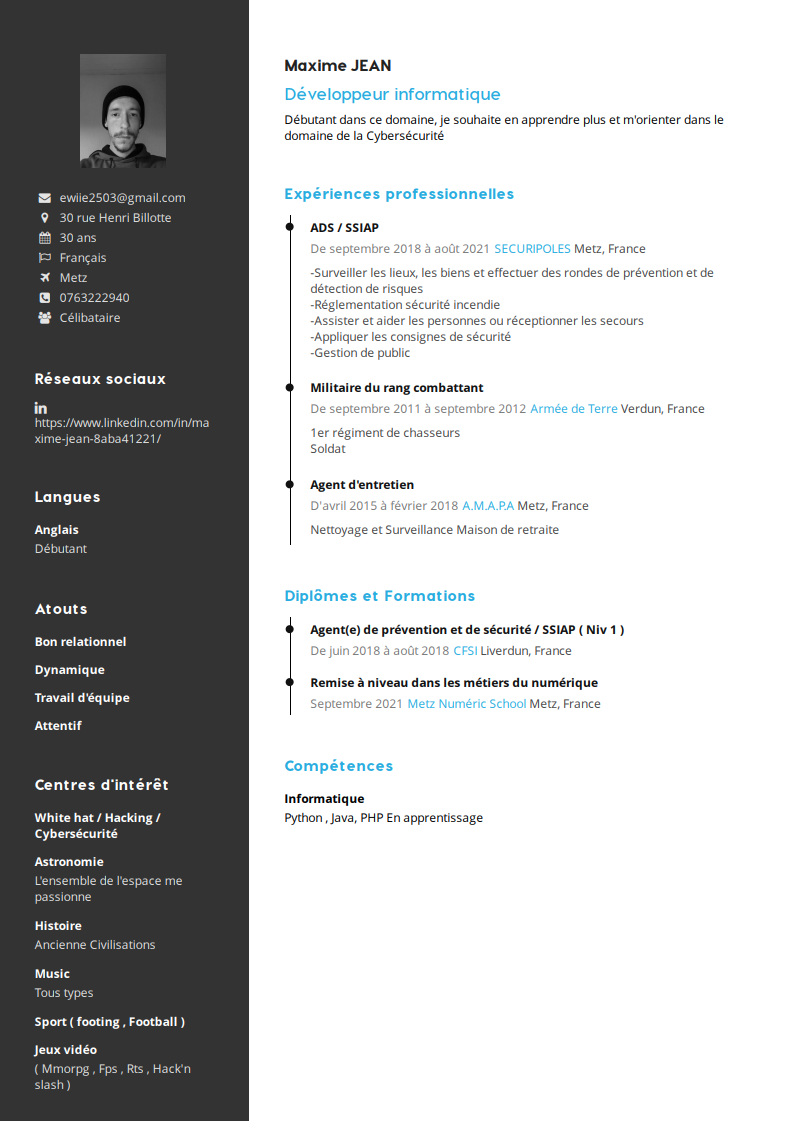 ewiie2503@gmail.com
30 rue Henri Billotte
30 ans
Français
Metz
0763222940
Célibataire
Réseaux sociaux
in
https://www.linkedin.com/in/ma
xime-jean-8aba41221/
Langues
Anglais
Débutant
Atouts
Bon relationnel
Dynamique
Travail d'équipe
Attentif
Centres d'intérêt
White hat / Hacking /
Cybersécurité
Astronomie
L'ensemble de l'espace me
passionne
Histoire
Ancienne Civilisations
Music
Tous types
Sport ( footing , Football )
Jeux vidéo
( Mmorpg , Fps , Rts , Hack'n
slash )
Maxime JEAN
Développeur informatique
Débutant dans ce domaine, je souhaite en apprendre plus et m'orienter dans le
domaine de la Cybersécurité
Expériences professionnelles
ADS / SSIAP
De septembre 2018 à août 2021 SECURIPOLES Metz, France
-Surveiller les lieux, les biens et effectuer des rondes de prévention et de
détection de risques
-Réglementation sécurité incendie
-Assister et aider les personnes ou réceptionner les secours
-Appliquer les consignes de sécurité
-Gestion de public
Militaire du rang combattant
De septembre 2011 à septembre 2012 Armée de Terre Verdun, France
1er régiment de chasseurs
Soldat
Agent d'entretien
D'avril 2015 à février 2018 A.M.A.P.A Metz, France
Nettoyage et Surveillance Maison de retraite
Diplômes et Formations
Agent(e) de prévention et de sécurité / SSIAP ( Niv 1 )
De juin 2018 à août 2018 CFSI Liverdun, France
Remise à niveau dans les métiers du numérique
Septembre 2021 Metz Numéric School Metz, France
Compétences
Informatique
Python , Java, PHP En apprentissage